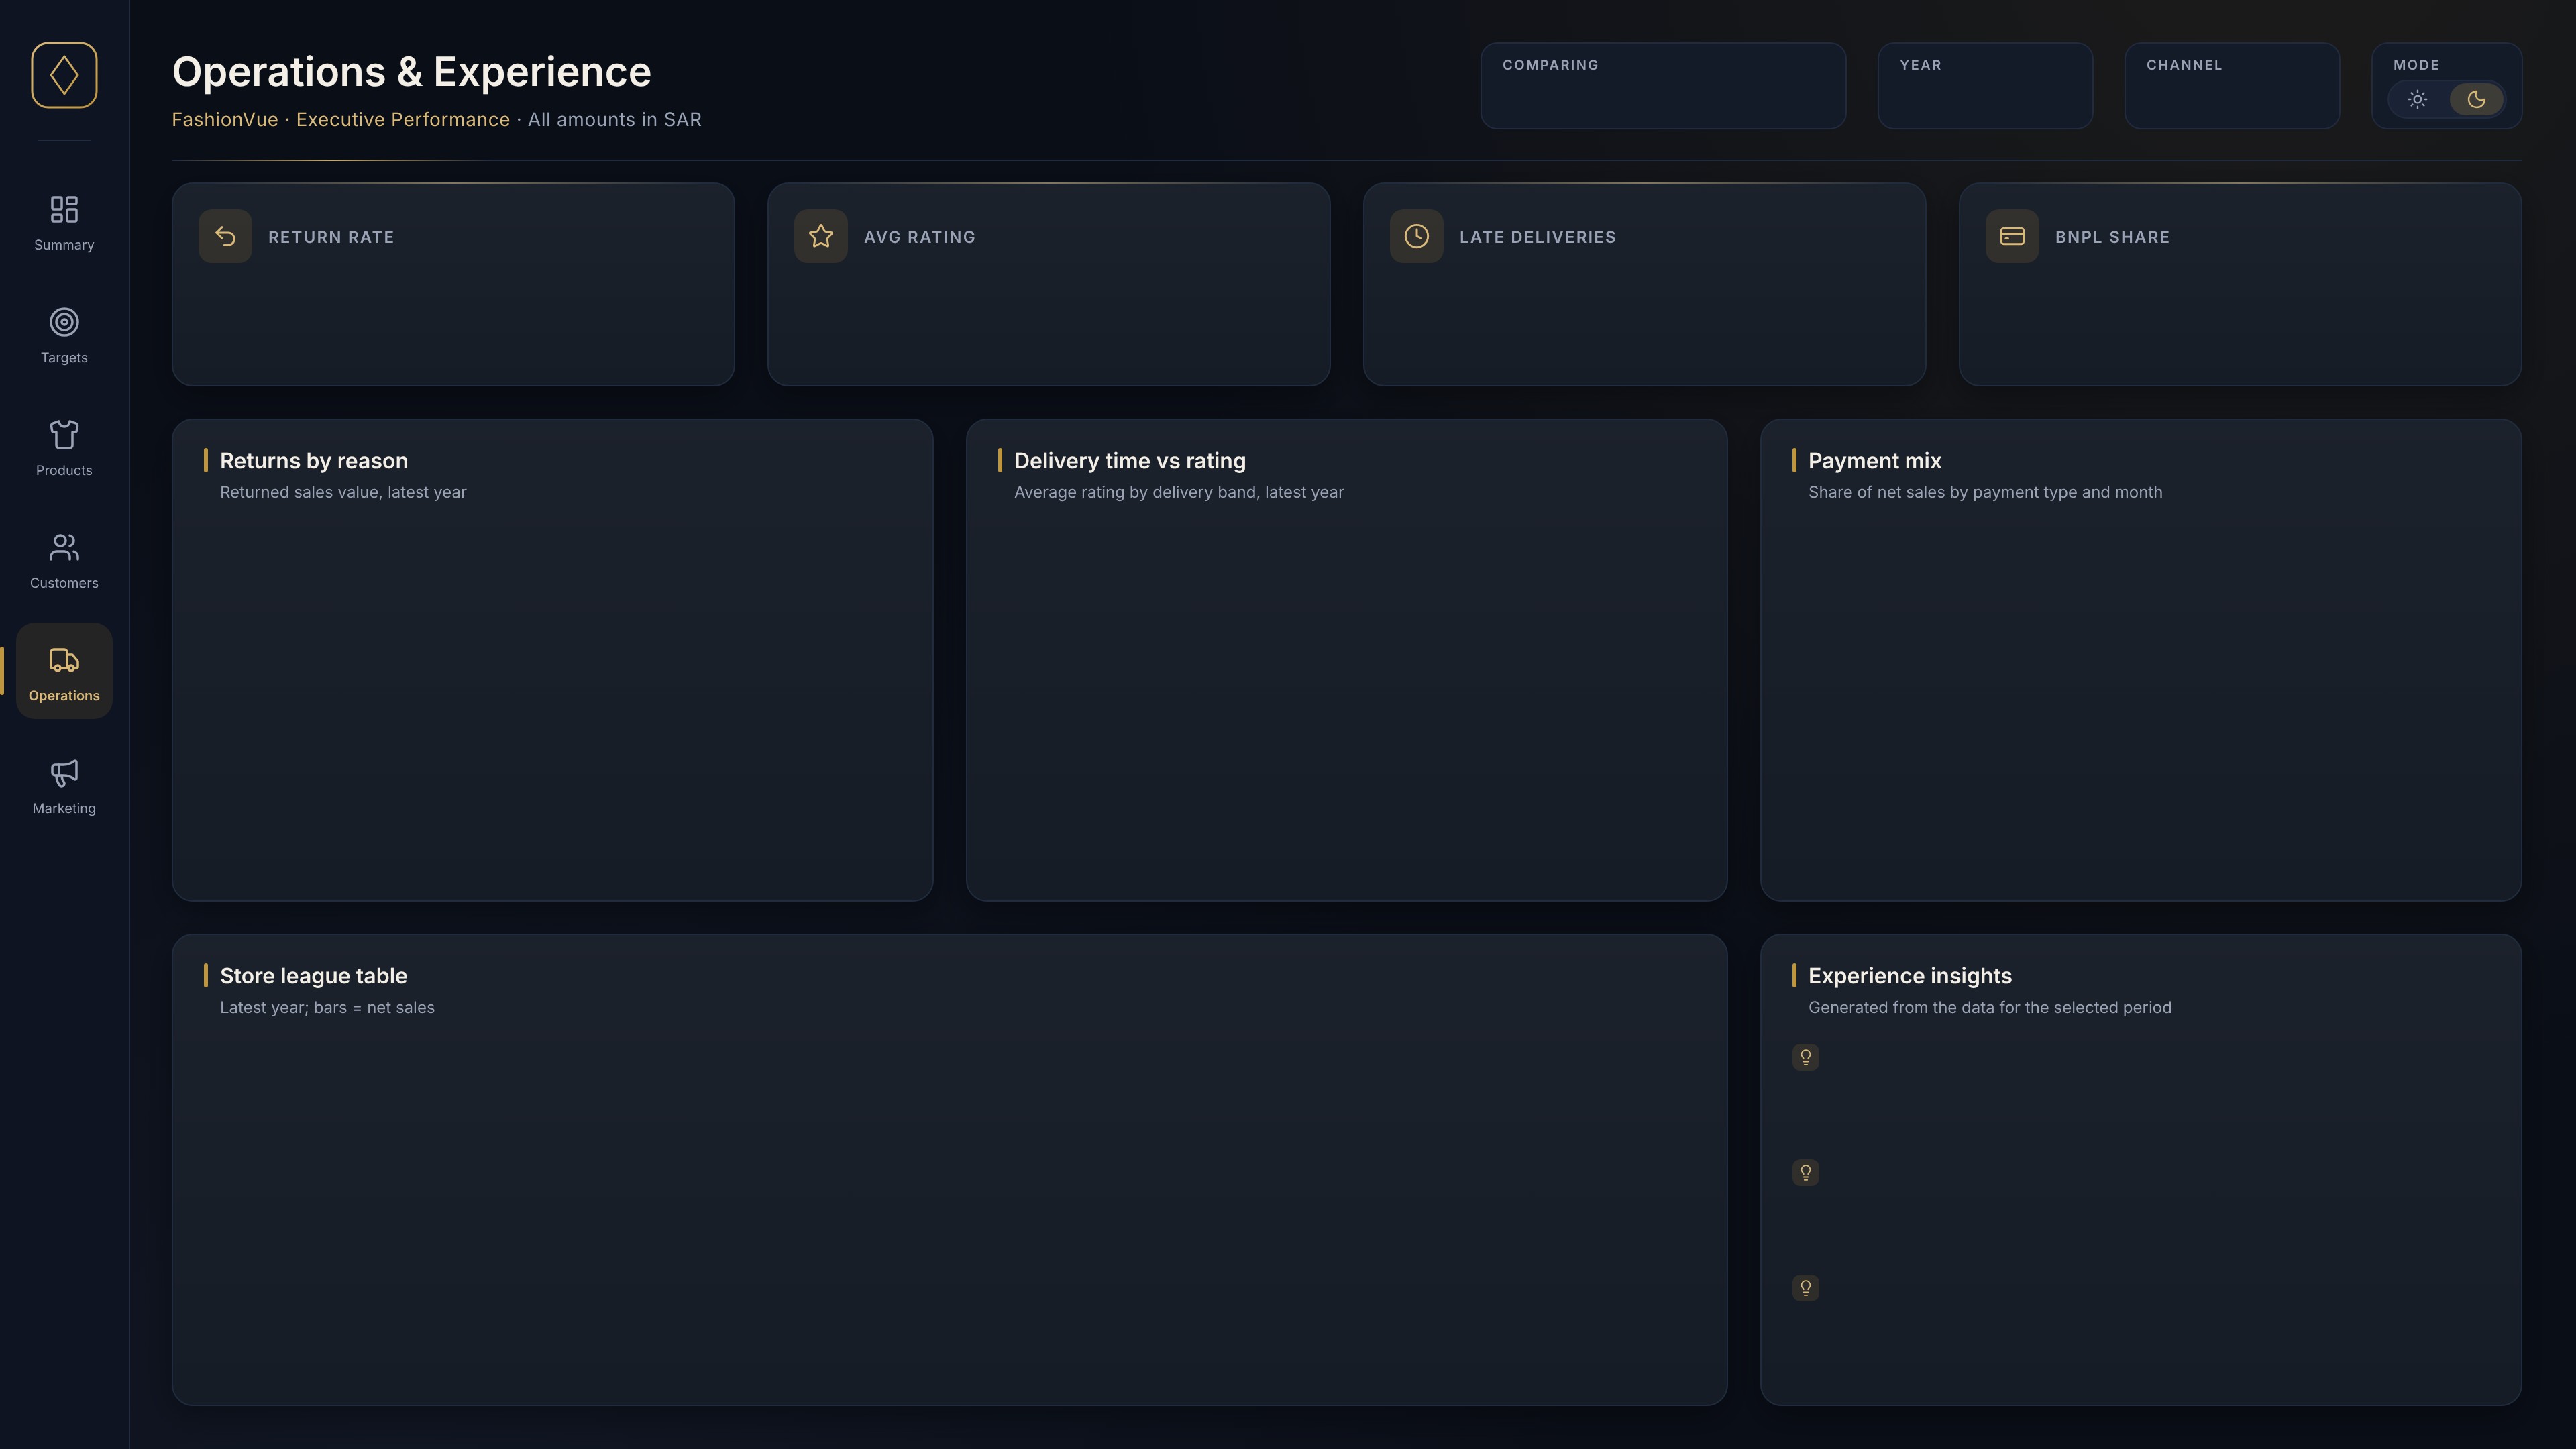 Operations & Experience
FashionVue · Executive Performance · All amounts in SAR
COMPARING
YEAR
CHANNEL
MODE
Summary
Targets
Products
Customers
Operations
Marketing
RETURN RATE
AVG RATING
LATE DELIVERIES
BNPL SHARE
Returns by reason
Returned sales value, latest year
Delivery time vs rating
Average rating by delivery band, latest year
Payment mix
Share of net sales by payment type and month
Store league table
Latest year; bars = net sales
Experience insights
Generated from the data for the selected period